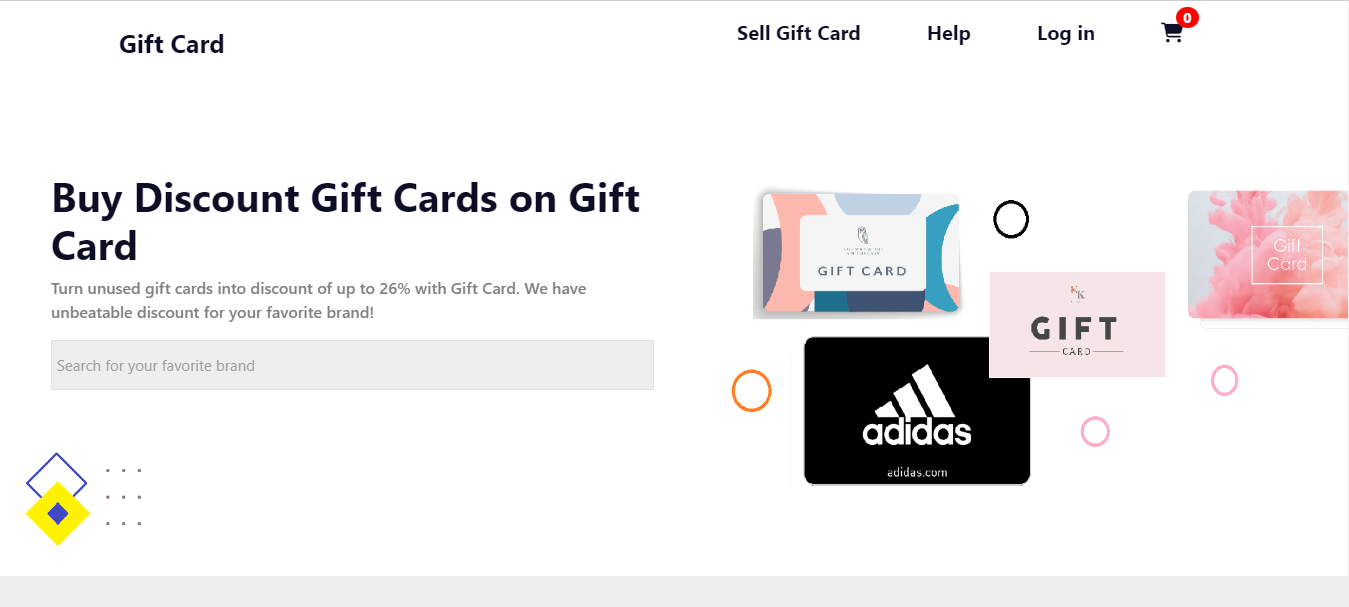 Gift Card
Sell Gift Card
Help
Log in
0
Buy Discount Gift Cards on Gift
Card
Turn unused gift cards into discount of up to 26% with Gift Card. We have
unbeatable discount for your favorite brand!
Search for your favorite brand
GIFT CARD
Gift
Card
K K
GIFT
CARD
adidas
adidas.com